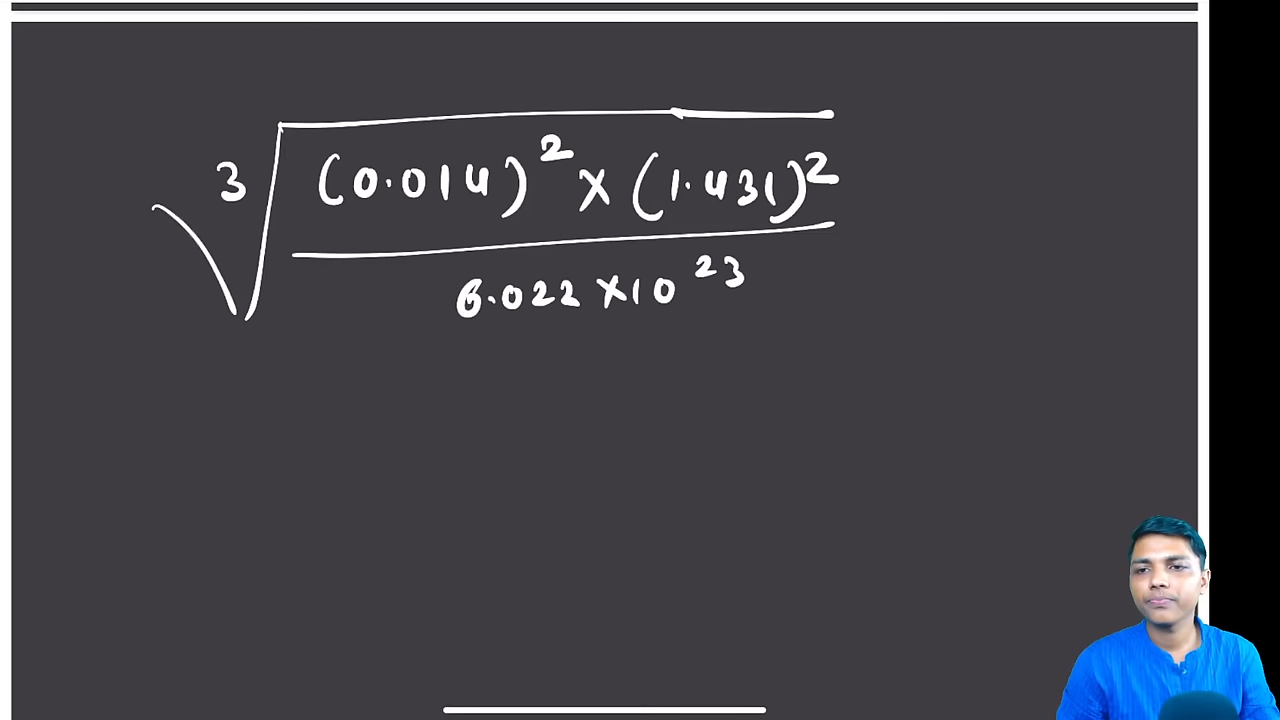 3 (0.014)² × (1.431)²
6.022 × 10²³